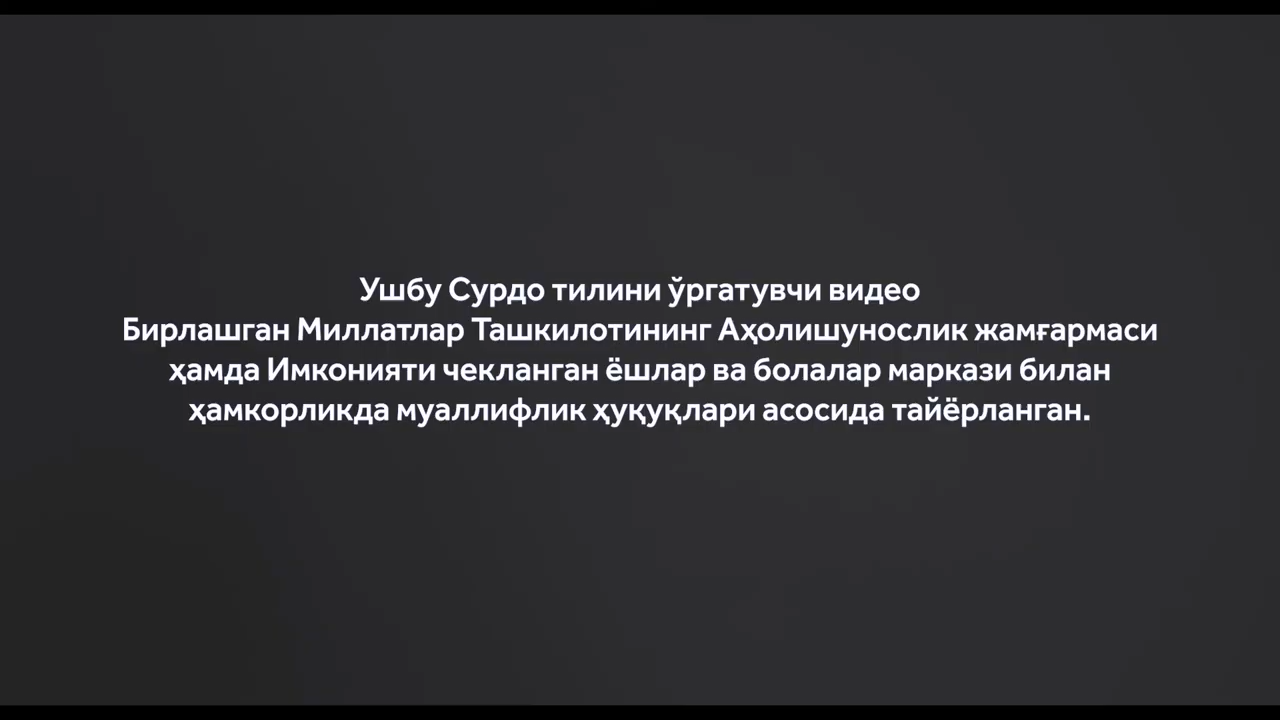 Ушбу Сурдо тилини ўргатувчи видео
Бирлашган Миллатлар Ташкилотининг Аҳолишунослик жамғармаси
ҳамда Имконияти чекланган ёшлар ва болалар маркази билан
ҳамкорликда муаллифлик ҳуқуқлари асосида тайёрланган.